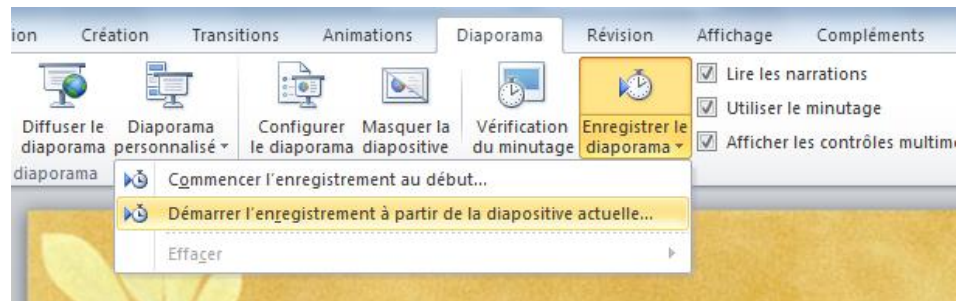 ion Création Transitions Animations Diaporama Révision Affichage Compléments
Diffuser le diaporama
Diaporama personnalisé
Configurer le diaporama
Masquer la diapositive
Vérification du minutage
Enregistrer le diaporama
Lire les narrations
Utiliser le minutage
Afficher les contrôles multim
diaporama
Commencer l'enregistrement au début...
Démarrer l'enregistrement à partir de la diapositive actuelle...
Effacer